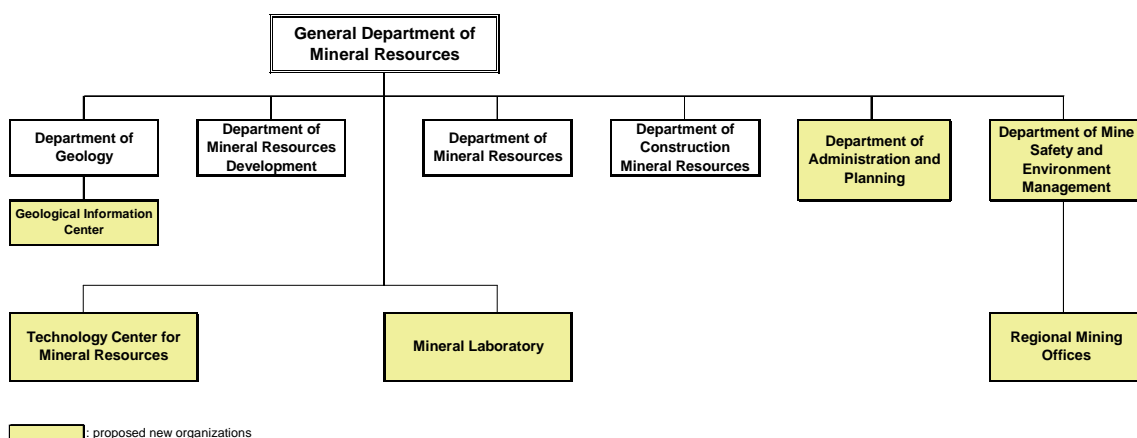 General Department of
Mineral Resources
Department of
Geology
Department of
Mineral Resources
Development
Department of
Mineral Resources
Department of
Construction
Mineral Resources
Department of
Administration and
Planning
Department of Mine
Safety and
Environment
Management
Geological Information
Center
Technology Center for
Mineral Resources
Mineral Laboratory
Regional Mining
Offices
: proposed new organizations